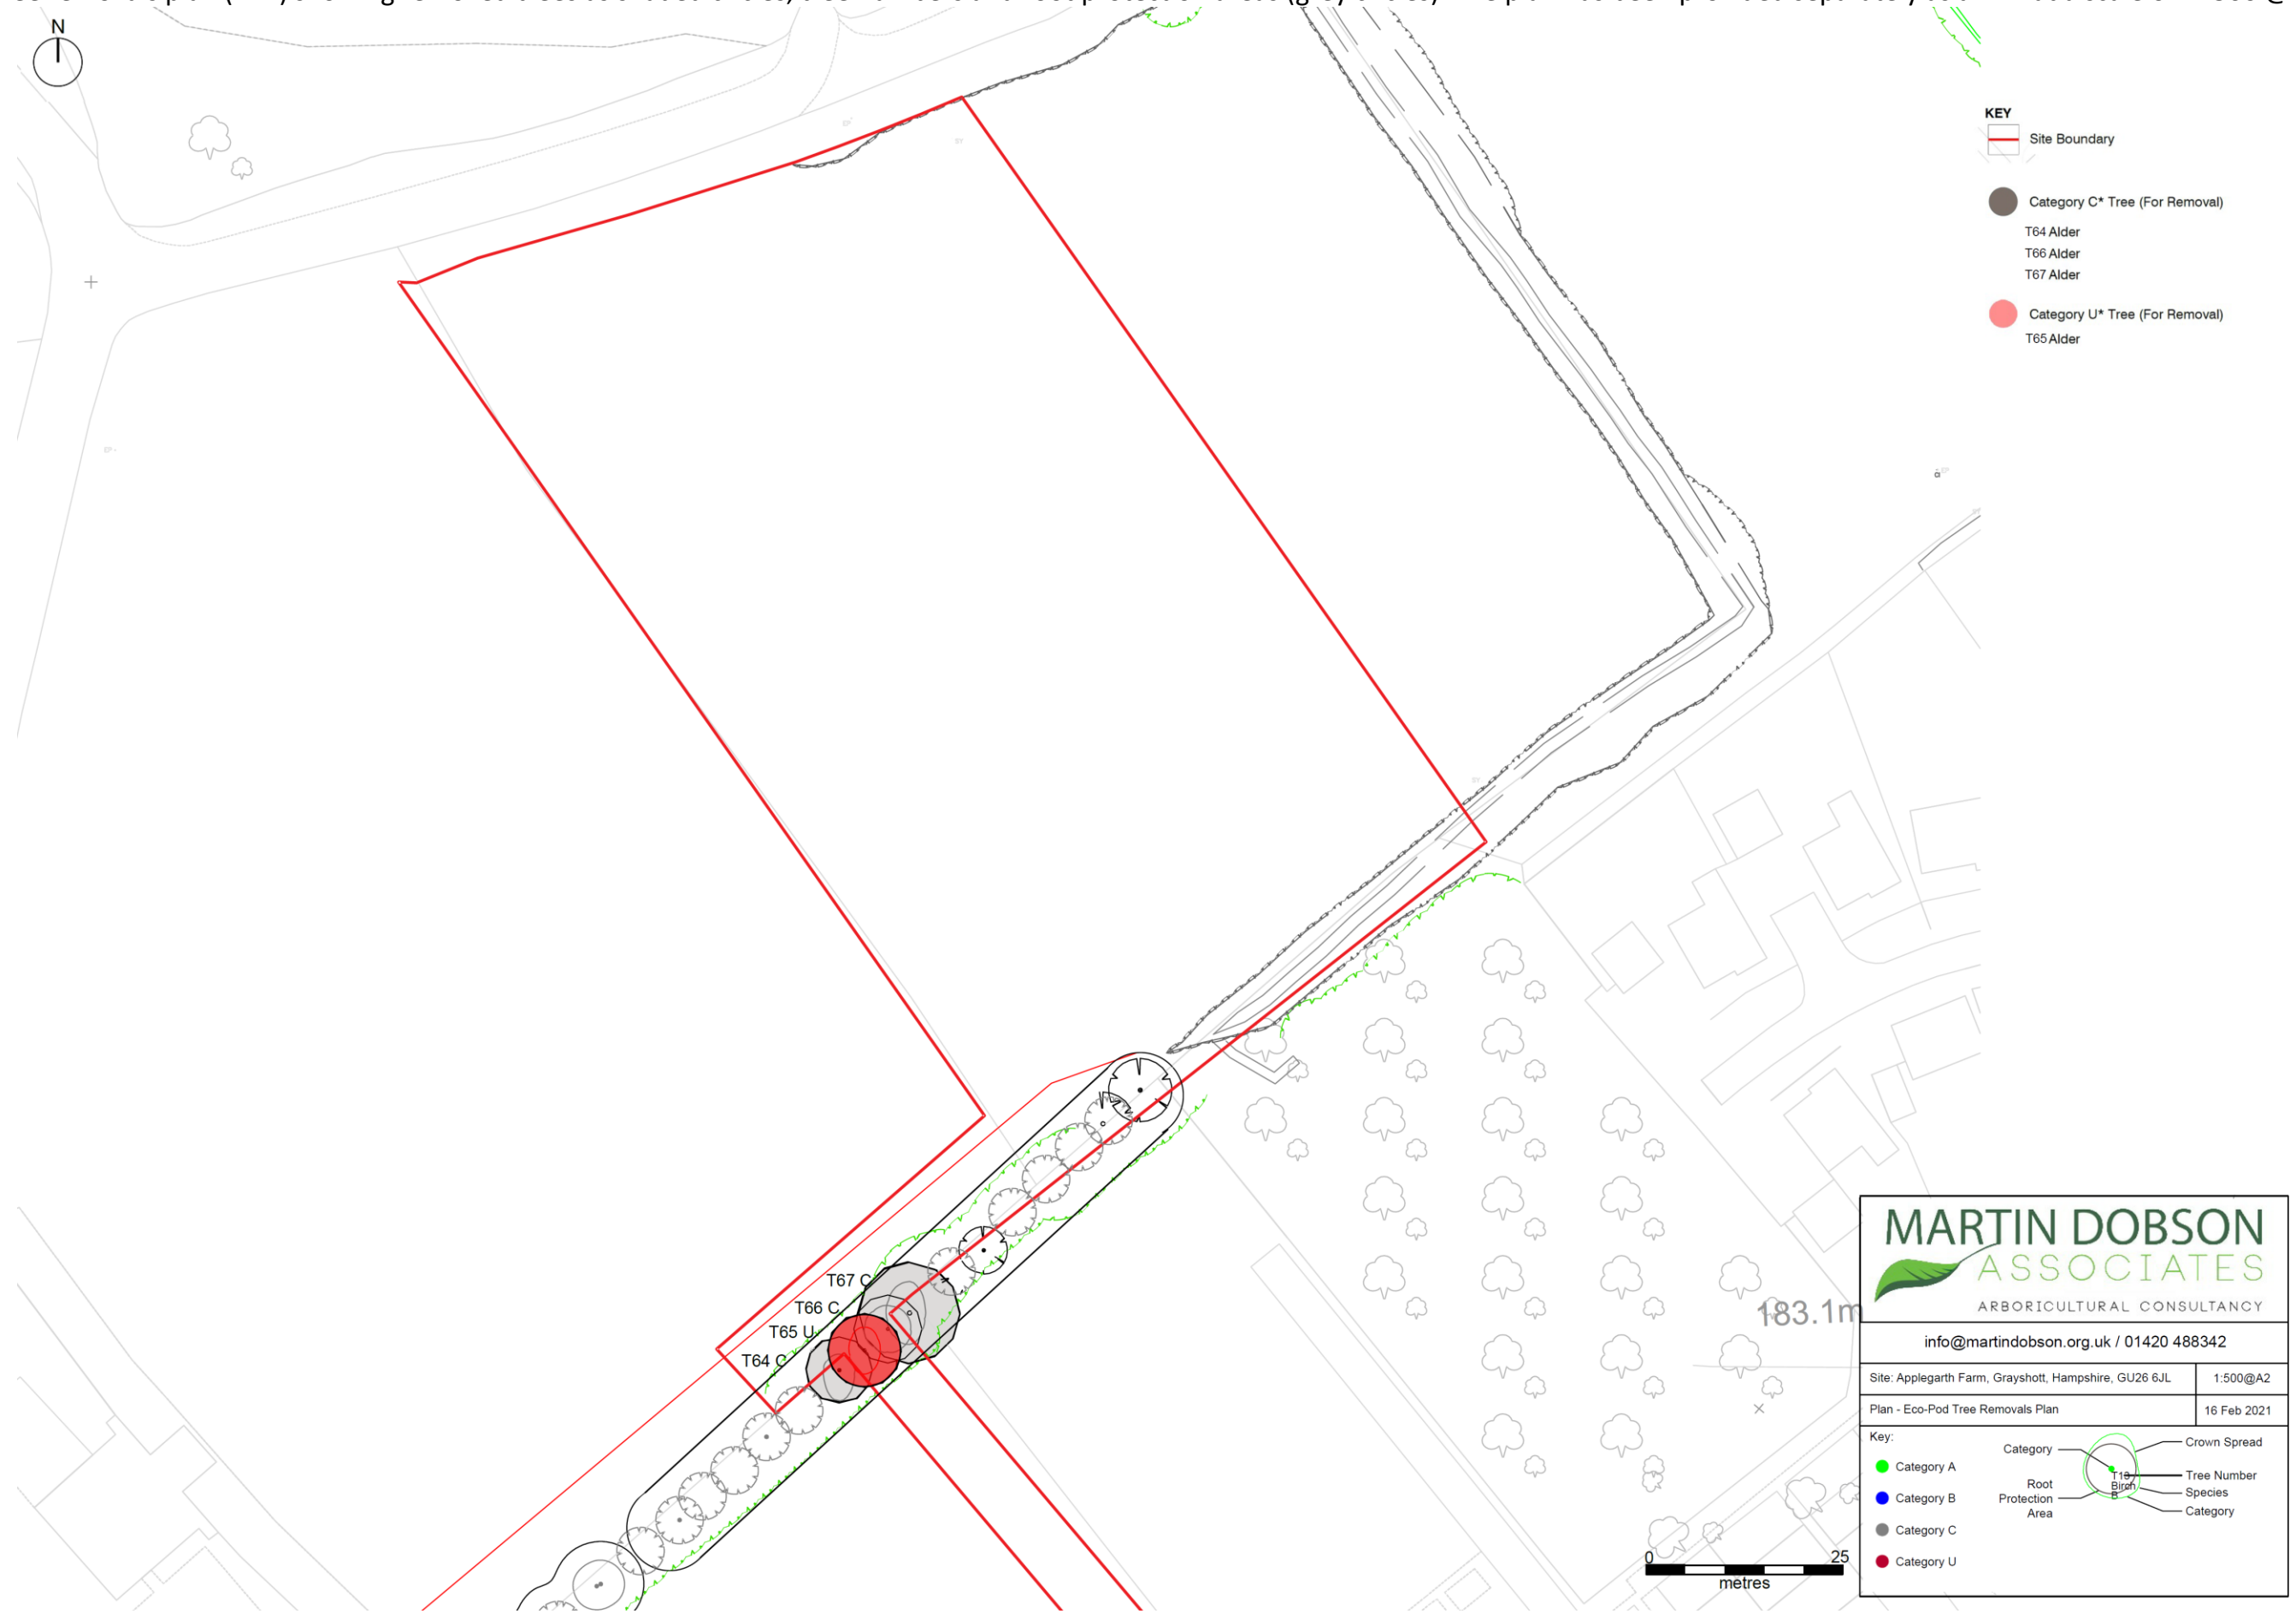 N
KEY
Site Boundary
Category C* Tree (For Removal)
T64 Alder
T66 Alder
T67 Alder
Category U* Tree (For Removal)
T65 Alder
T67 C
T66 C
T65 U
T64 C
183.1m
0 25
metres
MARTIN DOBSON
ASSOCIATES
ARBORICULTURAL CONSULTANCY
info@martindobson.org.uk / 01420 488342
Site: Applegarth Farm, Grayshott, Hampshire, GU26 6JL 1:500@A2
Plan - Eco-Pod Tree Removals Plan 16 Feb 2021
Key:
Category A
Category B
Category C
Category U
Category
Root
Protection
Area
T13
Birch
B
Crown Spread
Tree Number
Species
Category